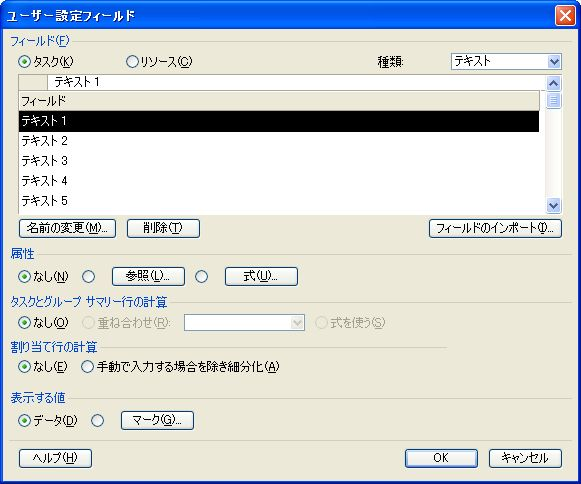 ユーザー設定フィールド
フィールド(F)
タスク(K) リソース(C) 種類: テキスト
テキスト 1
フィールド
テキスト 1
テキスト 2
テキスト 3
テキスト 4
テキスト 5
名前の変更(M)... 削除(T) フィールドのインポート(I)...
属性
なし(N) 参照(L)... 式(U)...
タスクとグループ サマリー行の計算
なし(O) 重ね合わせ(R): 式を使う(S)
割り当て行の計算
なし(E) 手動で入力する場合を除き細分化(A)
表示する値
データ(D) マーク(G)...
ヘルプ(H) OK キャンセル